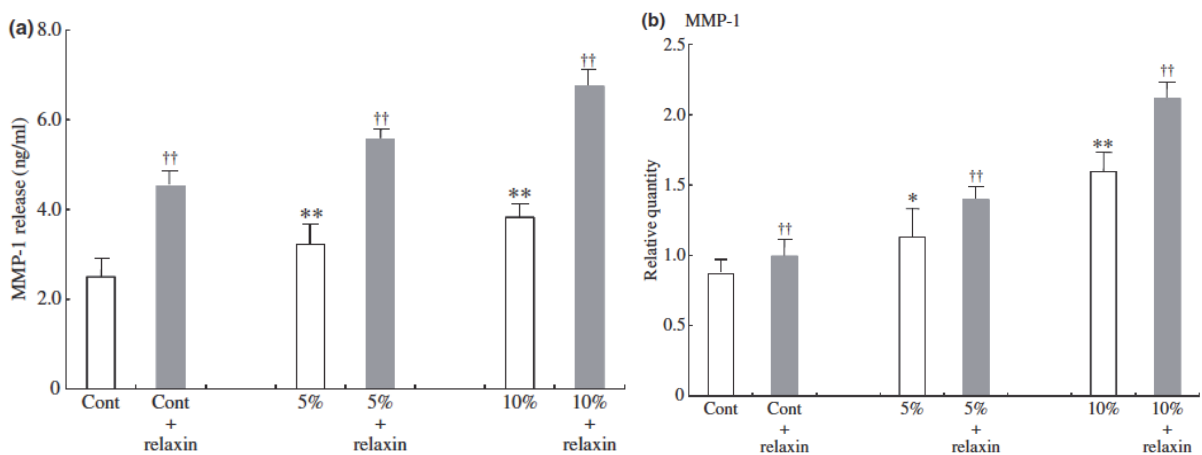 (a)
MMP-1 release (ng/ml)
8.0
6.0
4.0
2.0
0
††
**
††
**
††
Cont
Cont
+
relaxin
5%
5%
+
relaxin
10%
10%
+
relaxin
(b) MMP-1
Relative quantity
2.5
2.0
1.5
1.0
0.5
0
††
*
††
**
††
Cont
Cont
+
relaxin
5%
5%
+
relaxin
10%
10%
+
relaxin